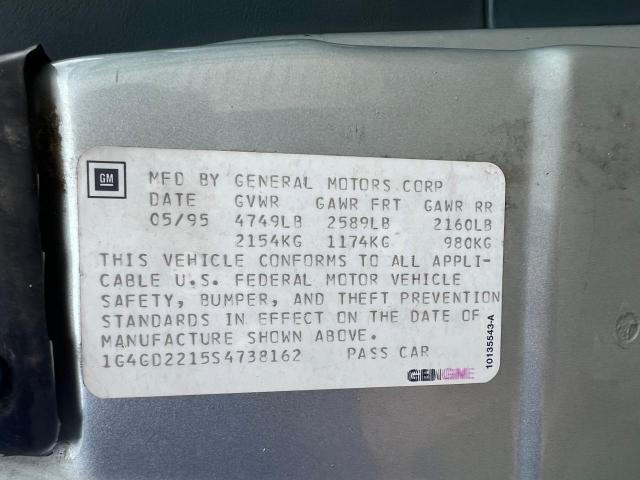 GM
MFD BY GENERAL MOTORS CORP
DATE GVWR GAWR FRT GAWR RR
05/95 4749LB 2589LB 2160LB
2154KG 1174KG 980KG
THIS VEHICLE CONFORMS TO ALL APPLI-
CABLE U.S. FEDERAL MOTOR VEHICLE
SAFETY, BUMPER, AND THEFT PREVENTION
STANDARDS IN EFFECT ON THE DATE OF
MANUFACTURE SHOWN ABOVE.
1G4GD2215S4738162 PASS CAR
10135543-A